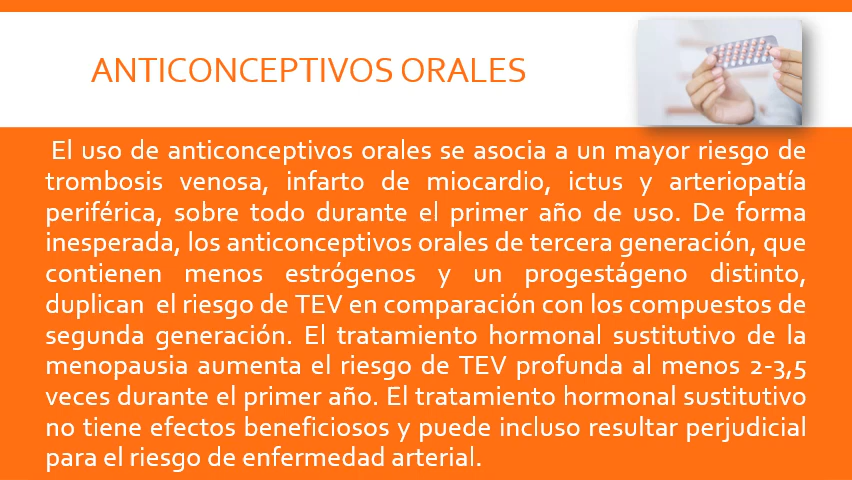 ANTICONCEPTIVOS ORALES
El uso de anticonceptivos orales se asocia a un mayor riesgo de
trombosis venosa, infarto de miocardio, ictus y arteriopatía
periférica, sobre todo durante el primer año de uso. De forma
inesperada, los anticonceptivos orales de tercera generación, que
contienen menos estrógenos y un progestágeno distinto,
duplican el riesgo de TEV en comparación con los compuestos de
segunda generación. El tratamiento hormonal sustitutivo de la
menopausia aumenta el riesgo de TEV profunda al menos 2-3,5
veces durante el primer año. El tratamiento hormonal sustitutivo
no tiene efectos beneficiosos y puede incluso resultar perjudicial
para el riesgo de enfermedad arterial.